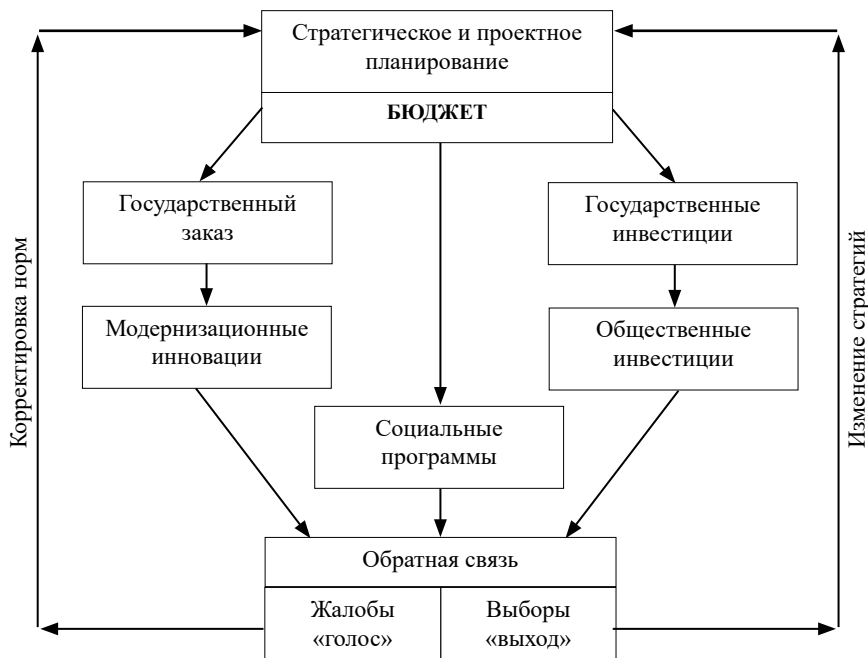 Стратегическое и проектное
планирование
БЮДЖЕТ
Государственный
заказ
Государственные
инвестиции
Модернизационные
инновации
Общественные
инвестиции
Социальные
программы
Обратная связь
Жалобы
«голос»
Выборы
«выход»
Корректировка норм
Изменение стратегий